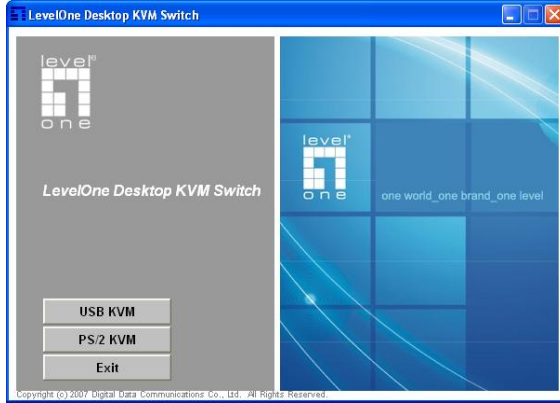 LevelOne Desktop KVM Switch
level®
one
LevelOne Desktop KVM Switch
level®
one
one world_one brand_one level
USB KVM
PS/2 KVM
Exit
Copyright (c) 2007 Digital Data Communications Co., Ltd. All Rights Reserved.